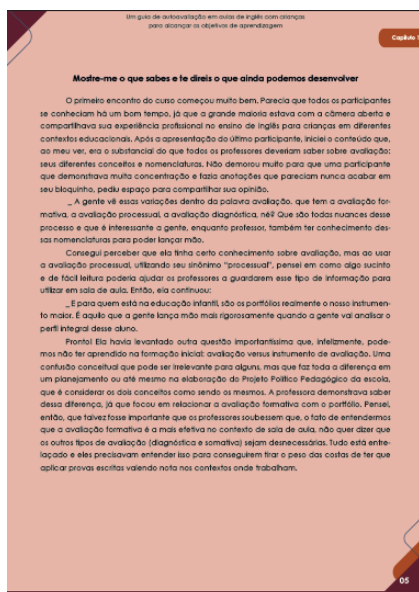 Um guia de autoavaliação em aulas de inglês com crianças
para alcançar os objetivos de aprendizagem
Capítulo 1
Mostre-me o que sabes e te direis o que ainda podemos desenvolver
O primeiro encontro do curso começou muito bem. Parecia que todos os participantes
se conheciam há um bom tempo, já que a grande maioria estava com a câmera aberta e
compartilhava sua experiência profissional no ensino de inglês para crianças em diferentes
contextos educacionais. Após a apresentação do último participante, iniciei o conteúdo que,
ao meu ver, era o substancial do que todos os professores deveriam saber sobre avaliação:
seus diferentes conceitos e nomenclaturas. Não demorou muito para que uma participante
que demonstrava muita concentração e fazia anotações que pareciam nunca acabar em
seu bloquinho, pediu espaço para compartilhar sua opinião.
_ A gente vê essas variações dentro da palavra avaliação, que tem a avaliação for-
mativa, a avaliação processual, a avaliação diagnóstica, né? Que são todas nuances desse
processo e que é interessante a gente, enquanto professor, também ter conhecimento des-
sas nomenclaturas para poder lançar mão.
Consegui perceber que ela tinha certo conhecimento sobre avaliação, mas ao usar
a avaliação processual, utilizando seu sinônimo "processual", pensei em como algo sucinto
e de fácil leitura poderia ajudar os professores a guardarem esse tipo de informação para
utilizar em sala de aula. Então, ela continuou:
_ E para quem está na educação infantil, são os portfólios realmente o nosso instrumen-
to maior. É aquilo que a gente lança mão mais rigorosamente quando a gente vai analisar o
perfil integral desse aluno.
Pronto! Ela havia levantado outra questão importantíssima que, infelizmente, pode-
mos não ter aprendido na formação inicial: avaliação versus instrumento de avaliação. Uma
confusão conceitual que pode ser irrelevante para alguns, mas que faz toda a diferença em
um planejamento ou até mesmo na elaboração do Projeto Político Pedagógico da escola,
que é considerar os dois conceitos como sendo os mesmos. A professora demonstrava saber
dessa diferença, já que focou em relacionar a avaliação formativa com o portfólio. Pensei,
então, que talvez fosse importante que os professores soubessem que, o fato de entendermos
que a avaliação formativa é a mais efetiva no contexto de sala de aula, não quer dizer que
os outros tipos de avaliação (diagnóstica e somativa) sejam desnecessárias. Tudo está entre-
laçado e eles precisavam entender isso para conseguirem tirar o peso das costas de ter que
aplicar provas escritas valendo nota nos contextos onde trabalham.
05